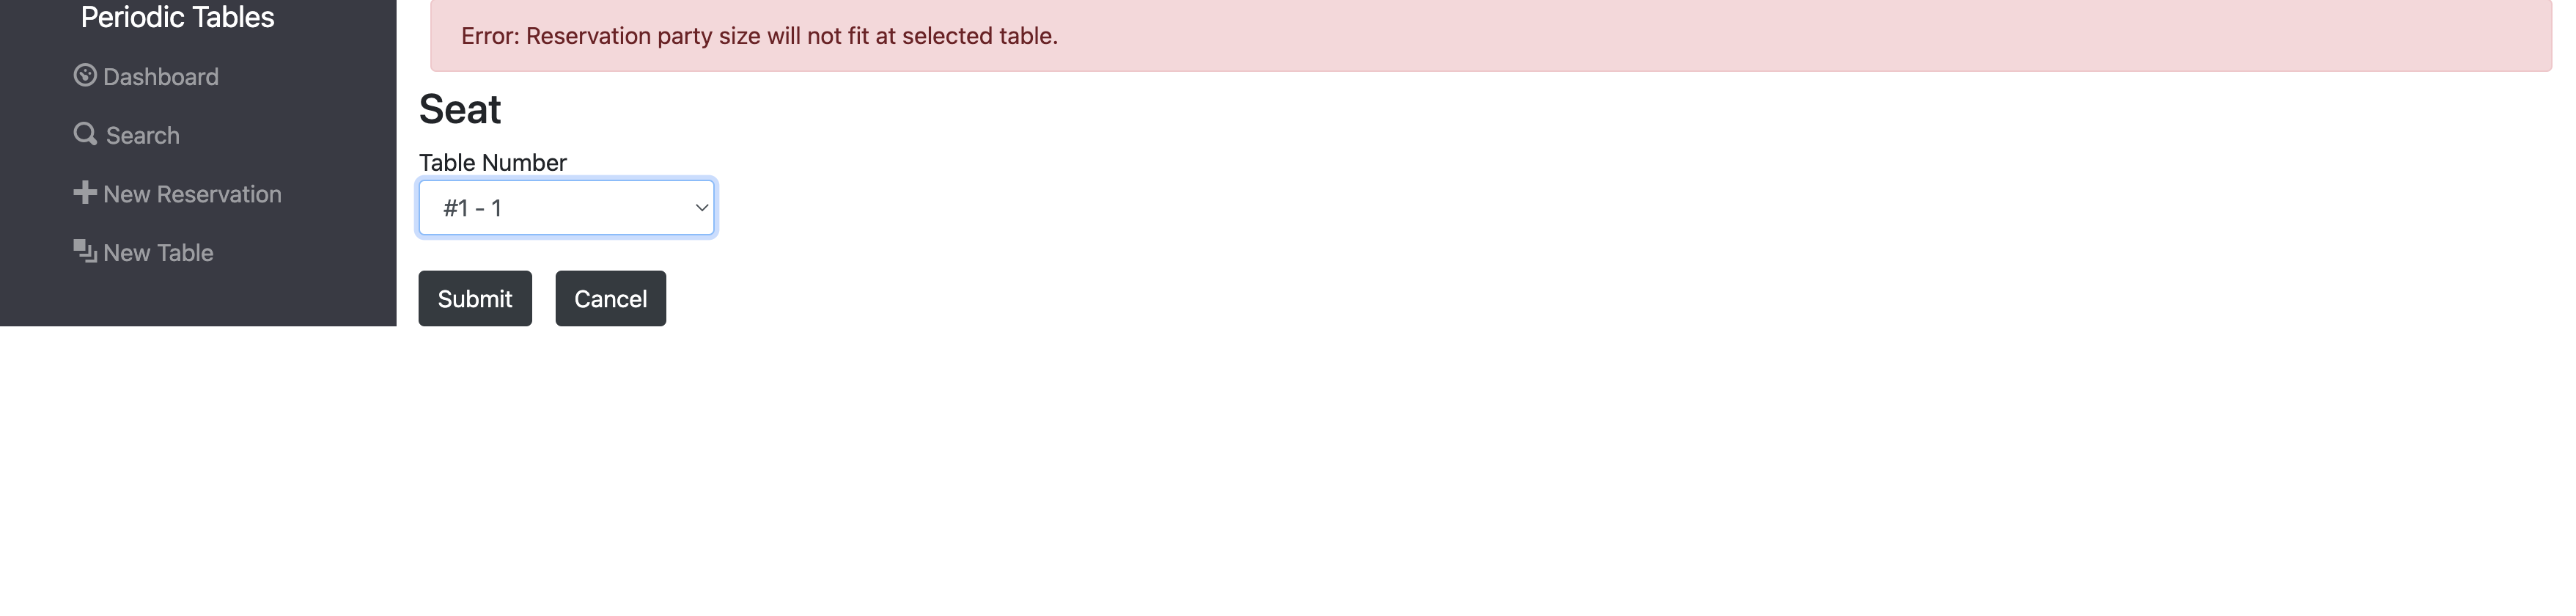 Periodic Tables
Dashboard
Search
New Reservation
New Table
Error: Reservation party size will not fit at selected table.
Seat
Table Number
#1 - 1
Submit
Cancel